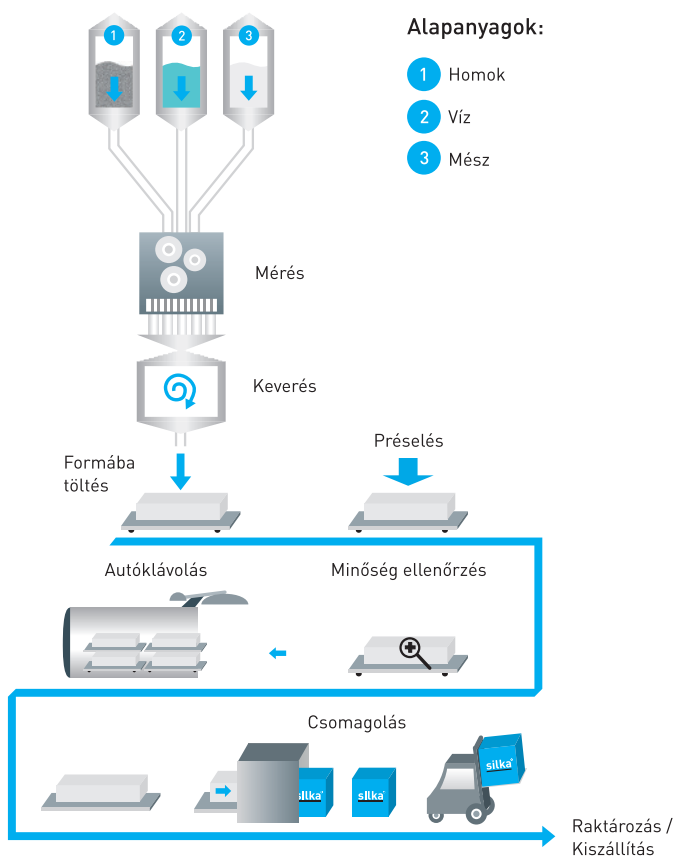 Alapanyagok:
1
2
3
1 Homok
2 Víz
3 Mész
Mérés
Keverés
Formába
töltés
Préselés
Autóklávolás
Minőség ellenőrzés
Csomagolás
silka
silka
silka
Raktározás /
Kiszállítás